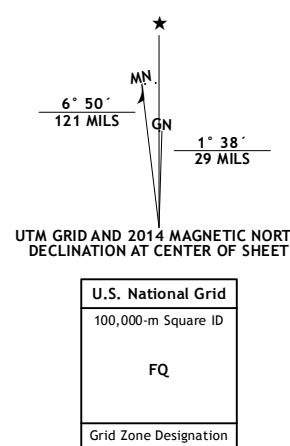 ★
MN
GN
6° 50´
121 MILS
1° 38´
29 MILS
UTM GRID AND 2014 MAGNETIC NORT
DECLINATION AT CENTER OF SHEET
U.S. National Grid
100,000-m Square ID
FQ
Grid Zone Designation